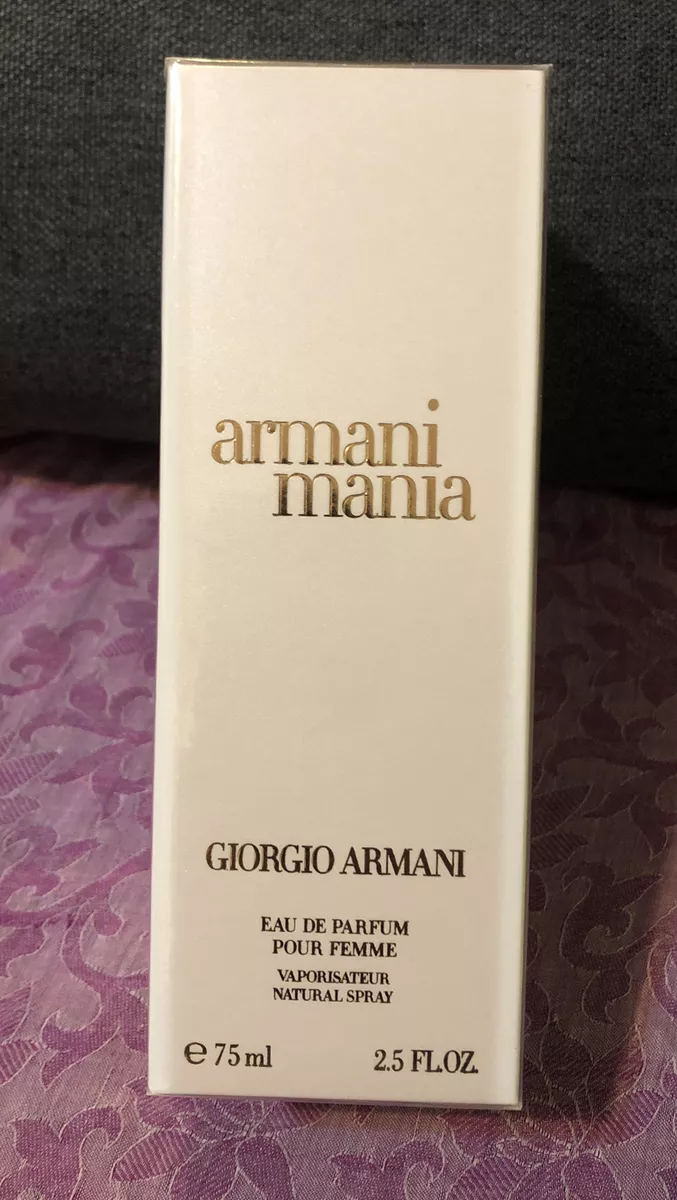 armani
mania
GIORGIO ARMANI
EAU DE PARFUM
POUR FEMME
VAPORISATEUR
NATURAL SPRAY
℮ 75 ml 2.5 FL.OZ.